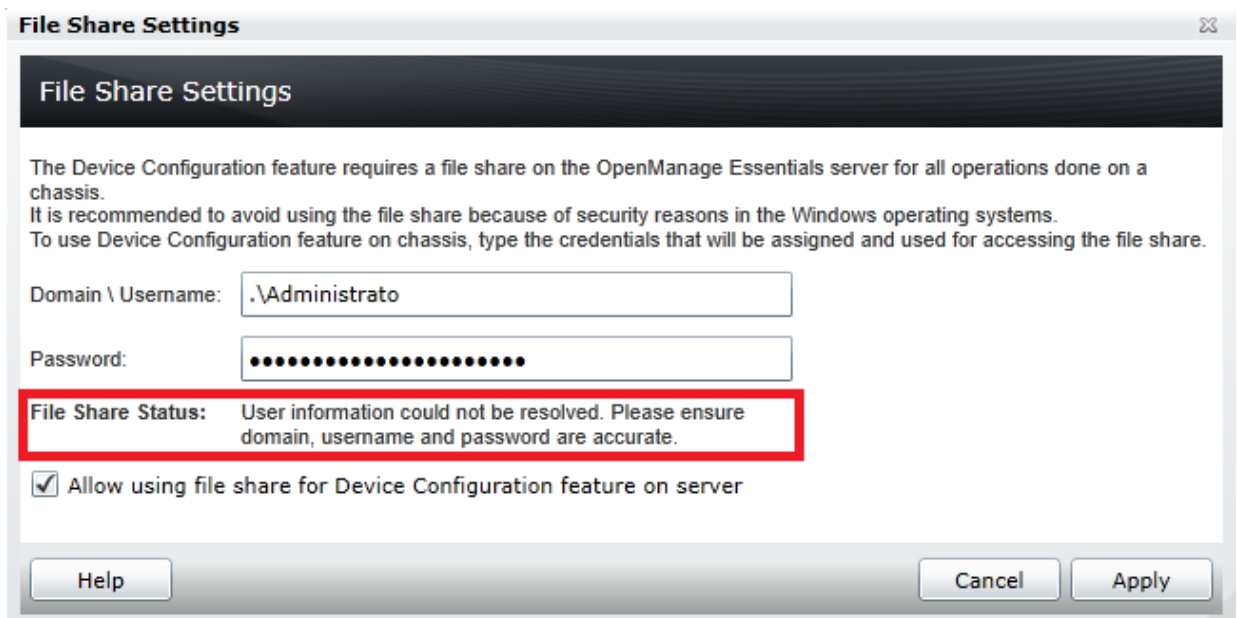 File Share Settings
File Share Settings
The Device Configuration feature requires a file share on the OpenManage Essentials server for all operations done on a
chassis.
It is recommended to avoid using the file share because of security reasons in the Windows operating systems.
To use Device Configuration feature on chassis, type the credentials that will be assigned and used for accessing the file share.
Domain \ Username: .\Administrato
Password: ●●●●●●●●●●●●●●●●●●●●●●
File Share Status: User information could not be resolved. Please ensure
domain, username and password are accurate.
Allow using file share for Device Configuration feature on server
Help Cancel Apply